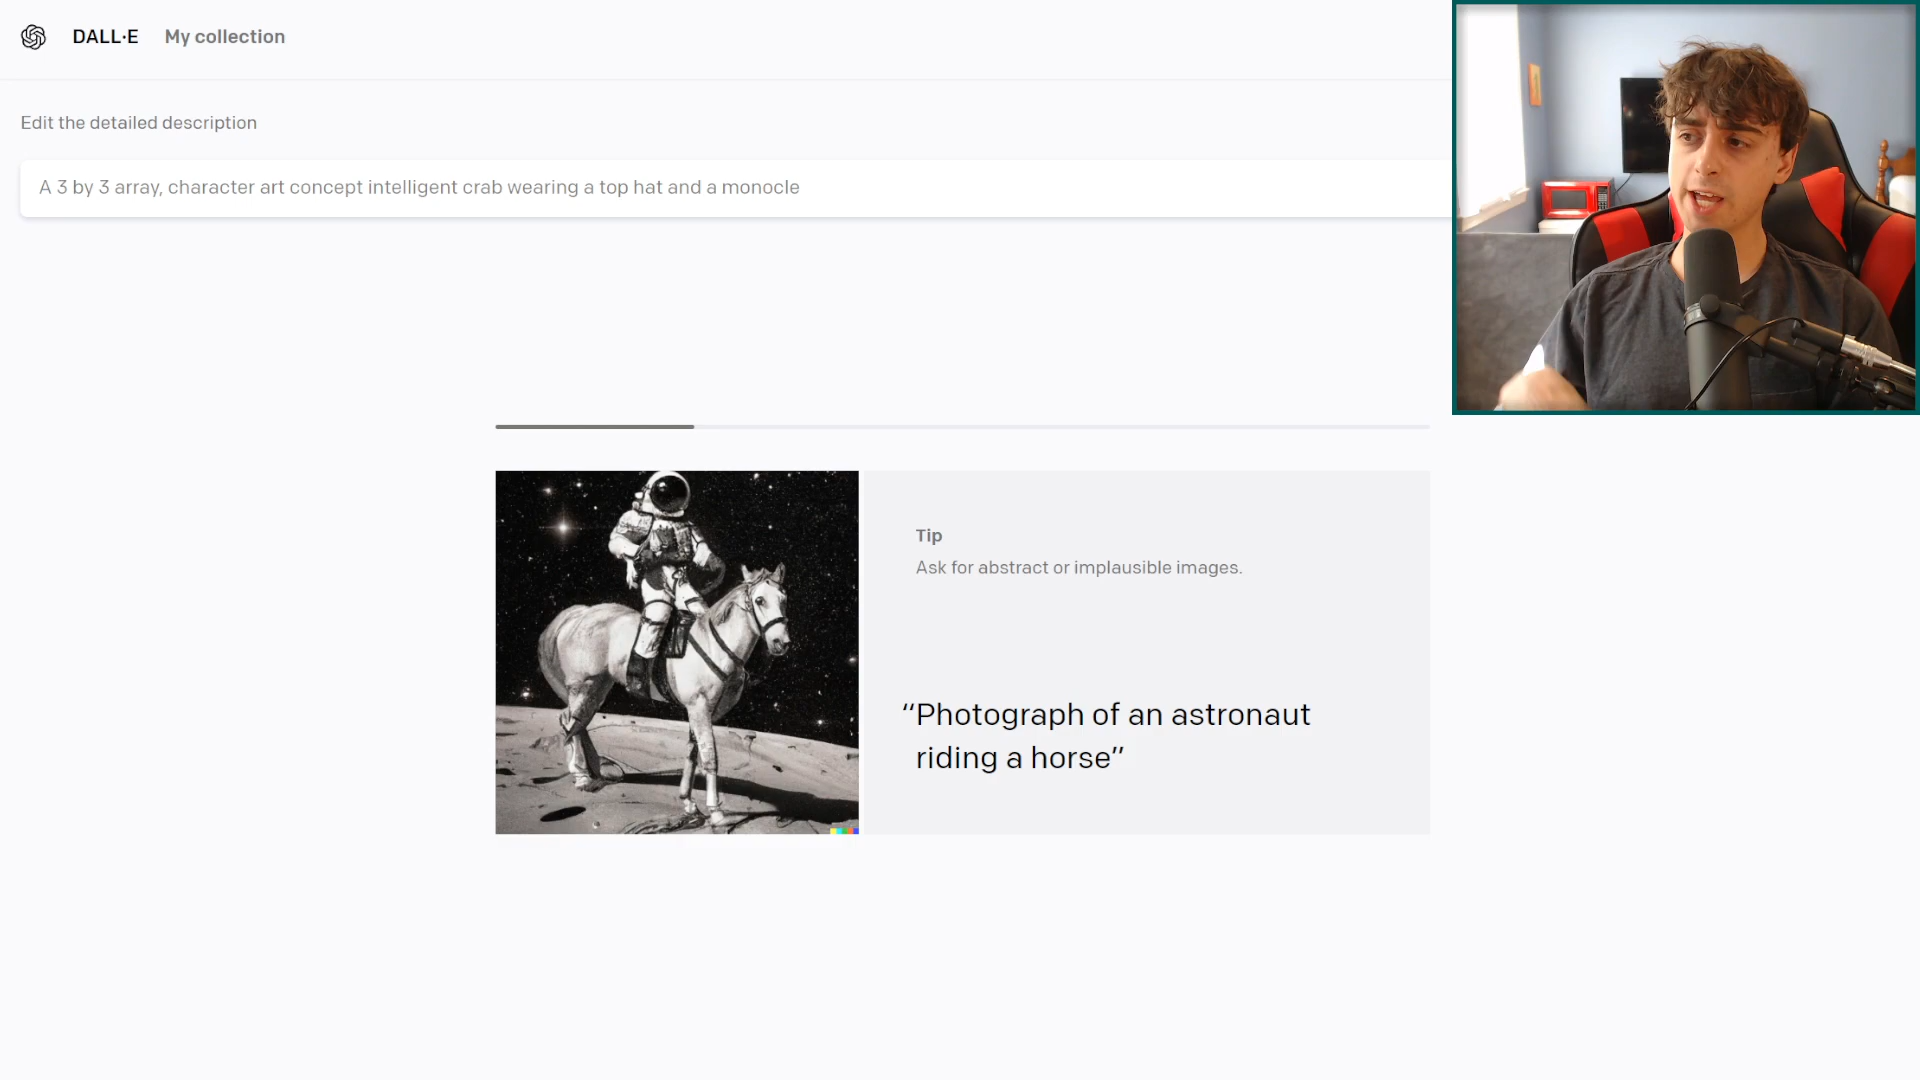 DALL·E My collection
Edit the detailed description
A 3 by 3 array, character art concept intelligent crab wearing a top hat and a monocle
Tip
Ask for abstract or implausible images.
“Photograph of an astronaut
riding a horse”